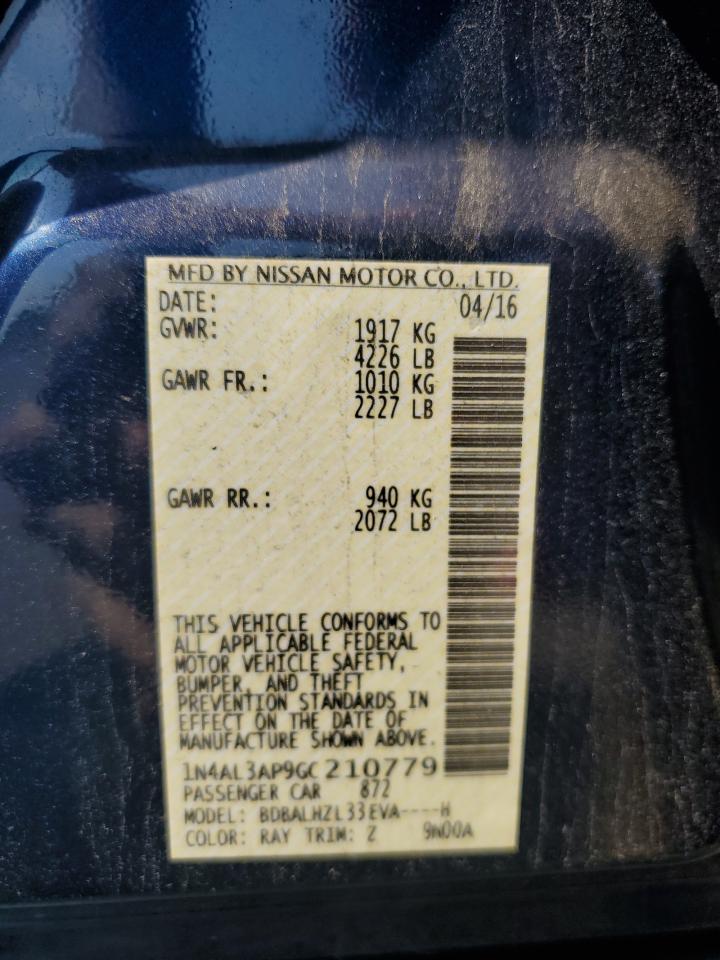 MFD BY NISSAN MOTOR CO., LTD.
DATE: 04/16
GVWR: 1917 KG
4226 LB
GAWR FR.: 1010 KG
2227 LB
GAWR RR.: 940 KG
2072 LB
THIS VEHICLE CONFORMS TO
ALL APPLICABLE FEDERAL
MOTOR VEHICLE SAFETY,
BUMPER, AND THEFT
PREVENTION STANDARDS IN
EFFECT ON THE DATE OF
MANUFACTURE SHOWN ABOVE.
1N4AL3AP9GC210779
PASSENGER CAR 872
MODEL: BDBALHZL33EVA----H
COLOR: RAY TRIM: Z 9N00A